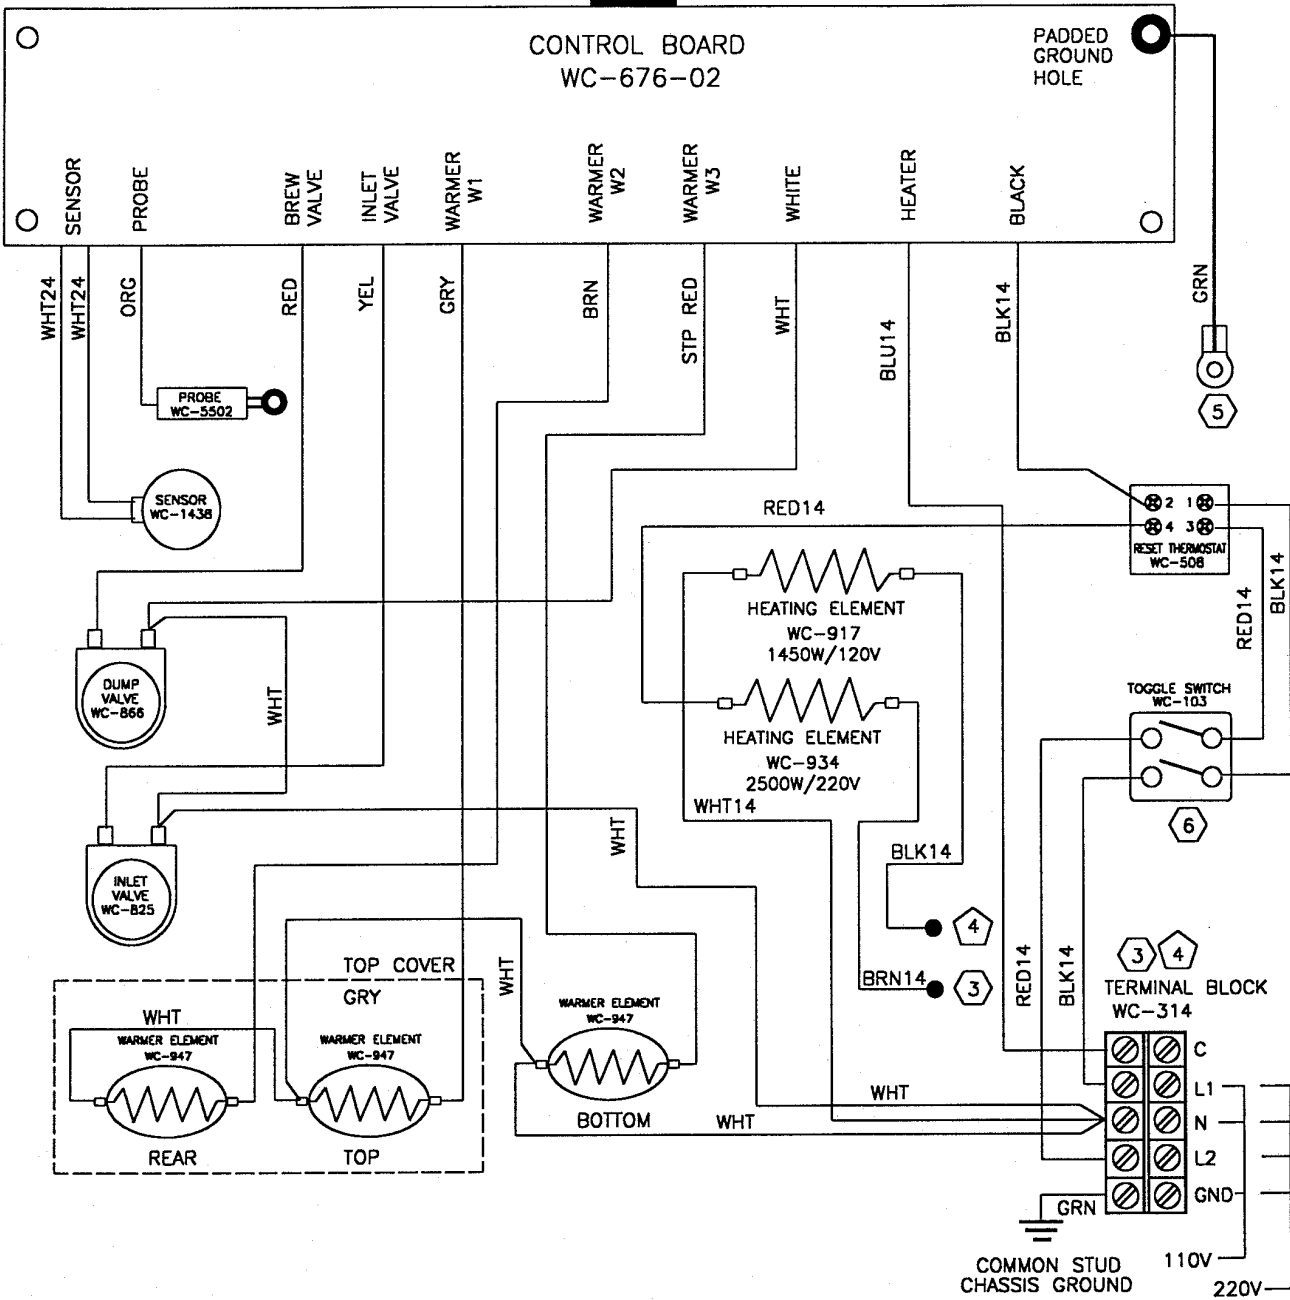 CONTROL BOARD
WC-676-02
PADDED
GROUND
HOLE
SENSOR
PROBE
BREW
VALVE
INLET
VALVE
WARMER
W1
WARMER
W2
WARMER
W3
WHITE
HEATER
BLACK
WHT24
WHT24
ORG
RED
YEL
GRY
BRN
STP RED
WHT
BLU14
BLK14
GRN
PROBE
WC-5502
5
SENSOR
WC-1438
RED14
2 1
4 3
RESET THERMOSTAT
WC-508
HEATING ELEMENT
WC-917
1450W/120V
RED14
BLK14
DUMP
VALVE
WC-866
WHT
HEATING ELEMENT
WC-934
2500W/220V
TOGGLE SWITCH
WC-103
6
WHT14
WHT
BLK14
INLET
VALVE
WC-825
4
BRN14
3
RED14
BLK14
3 4
TERMINAL BLOCK
WC-314
TOP COVER
GRY
WHT
WHT
WARMER ELEMENT
WC-947
WARMER ELEMENT
WC-947
WARMER ELEMENT
WC-947
REAR
TOP
BOTTOM
WHT
WHT
C
L1
N
L2
GND
GRN
COMMON STUD
CHASSIS GROUND
110V
220V